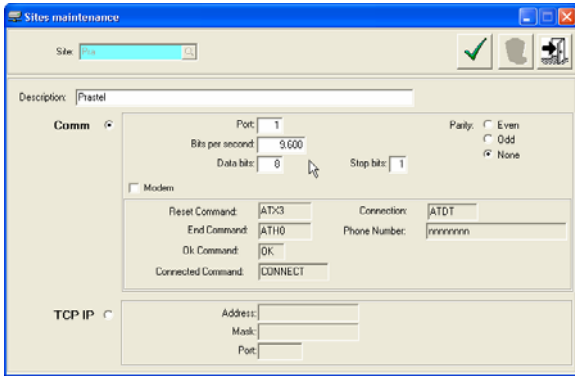 Sites maintenance
Site: Pra
Description: Prastel
Comm
Port: 1
Parity: Even
Bits per second: 9.600
Odd
Data bits: 8
Stop bits: 1
None
Modem
Reset Command: ATX3
Connection: ATDT
End Command: ATH0
Phone Number: nnnnnnnn
Ok Command: OK
Connected Command: CONNECT
TCP IP
Address:
Mask:
Port: